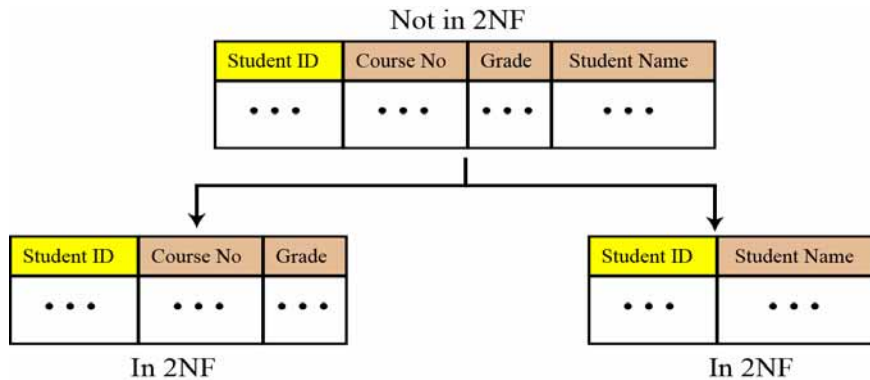 Not in 2NF
Student ID Course No Grade Student Name
• • • • • • • • • • • •
Student ID Course No Grade
• • • • • • • • •
In 2NF
Student ID Student Name
• • • • • •
In 2NF